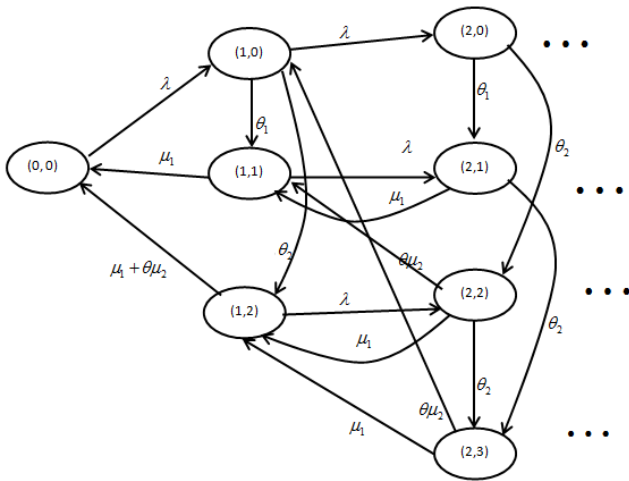 (1,0)
λ
(2,0)
λ
θ₁
θ₁
θ₂
(0,0)
μ₁
(1,1)
λ
(2,1)
μ₁
θ₂
θμ₂
μ₁ + θμ₂
(1,2)
λ
(2,2)
μ₁
θ₂
θ₂
μ₁
θμ₂
(2,3)